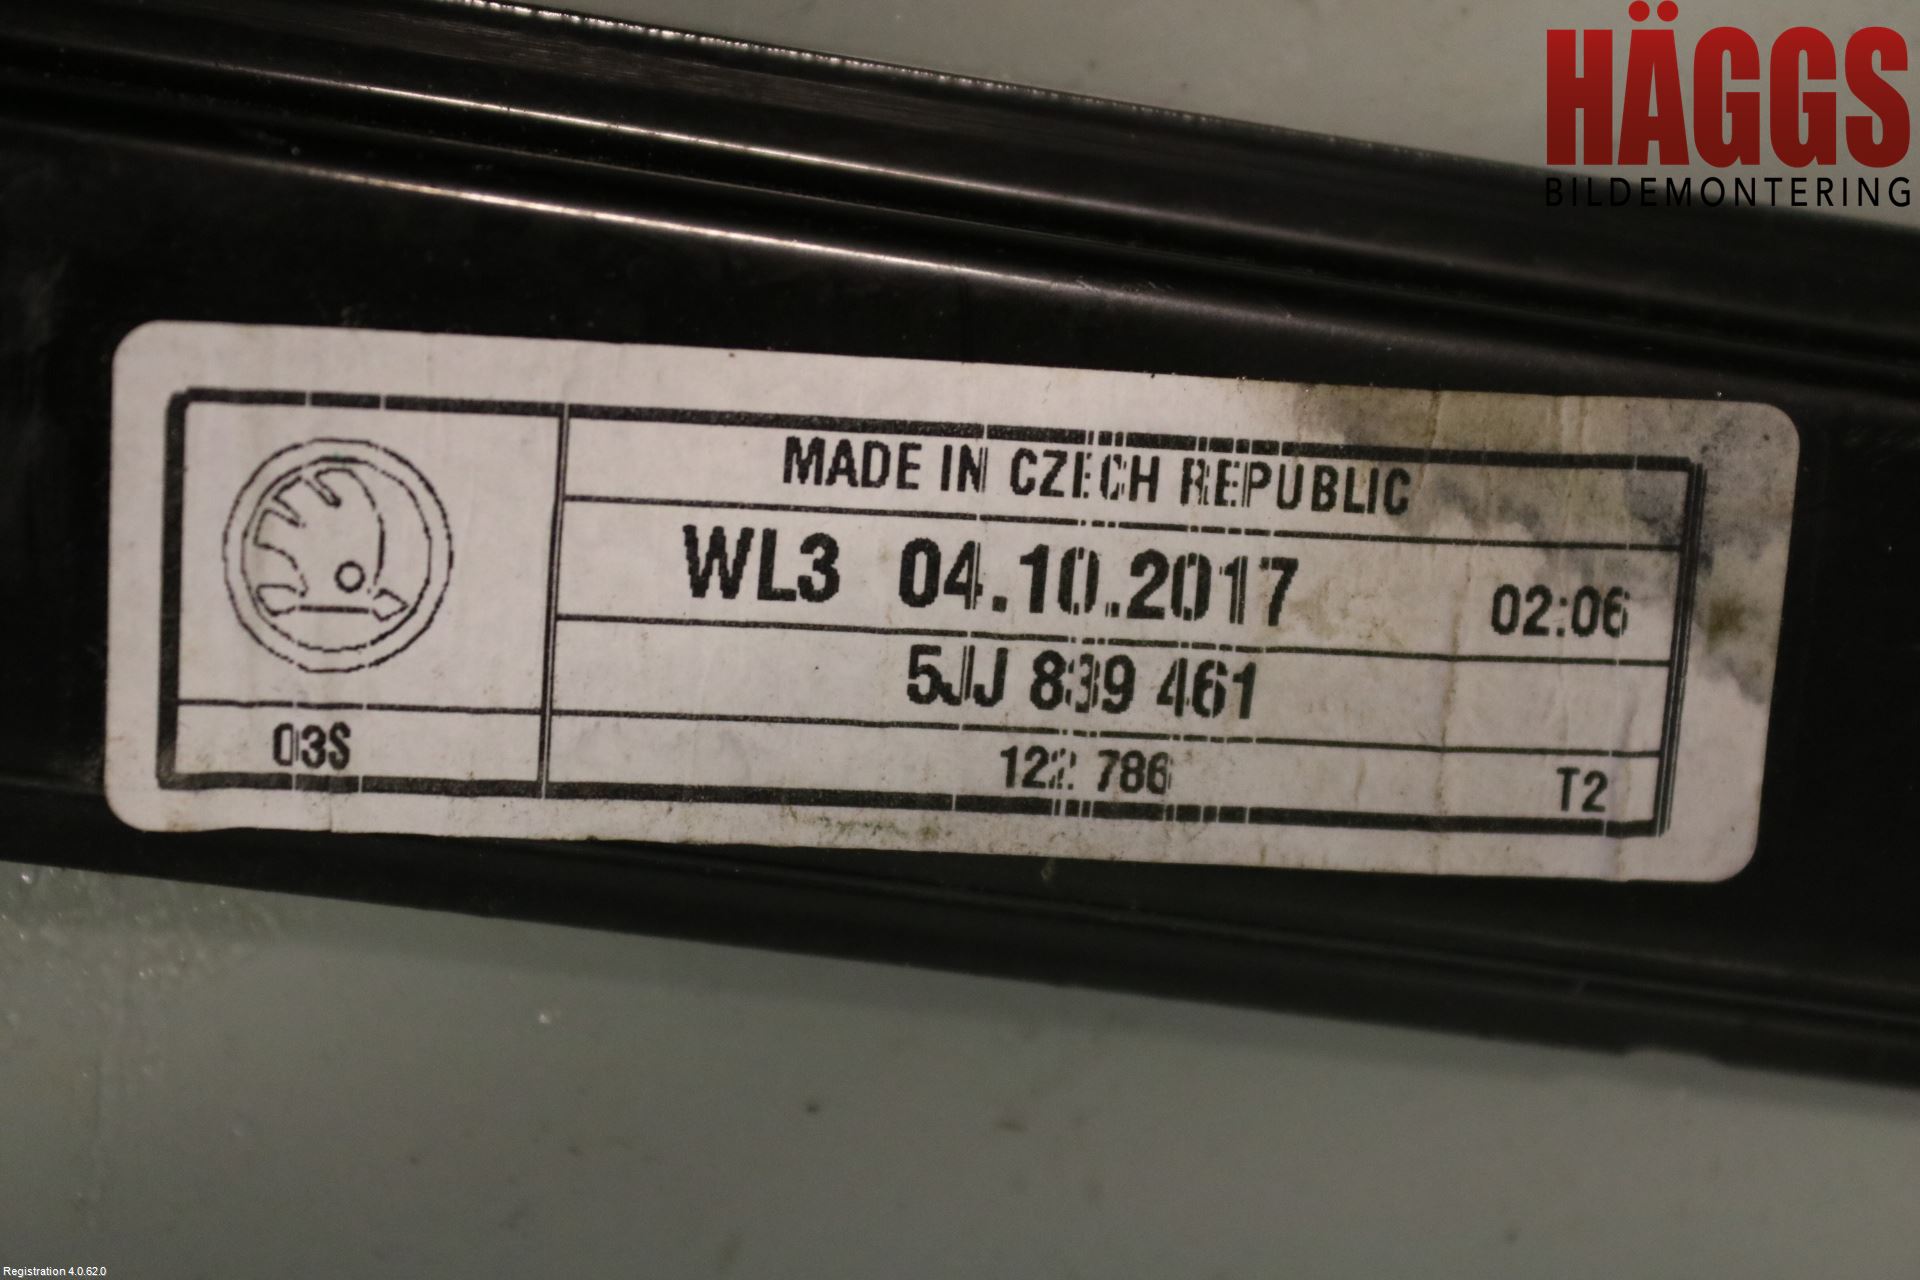 HÄGGS
BILDEMONTERING
MADE IN CZECH REPUBLIC
WL3 04.10.2017 02:06
5JJ 839 461
03S
122 786 T2
Registration 4.0.62.0